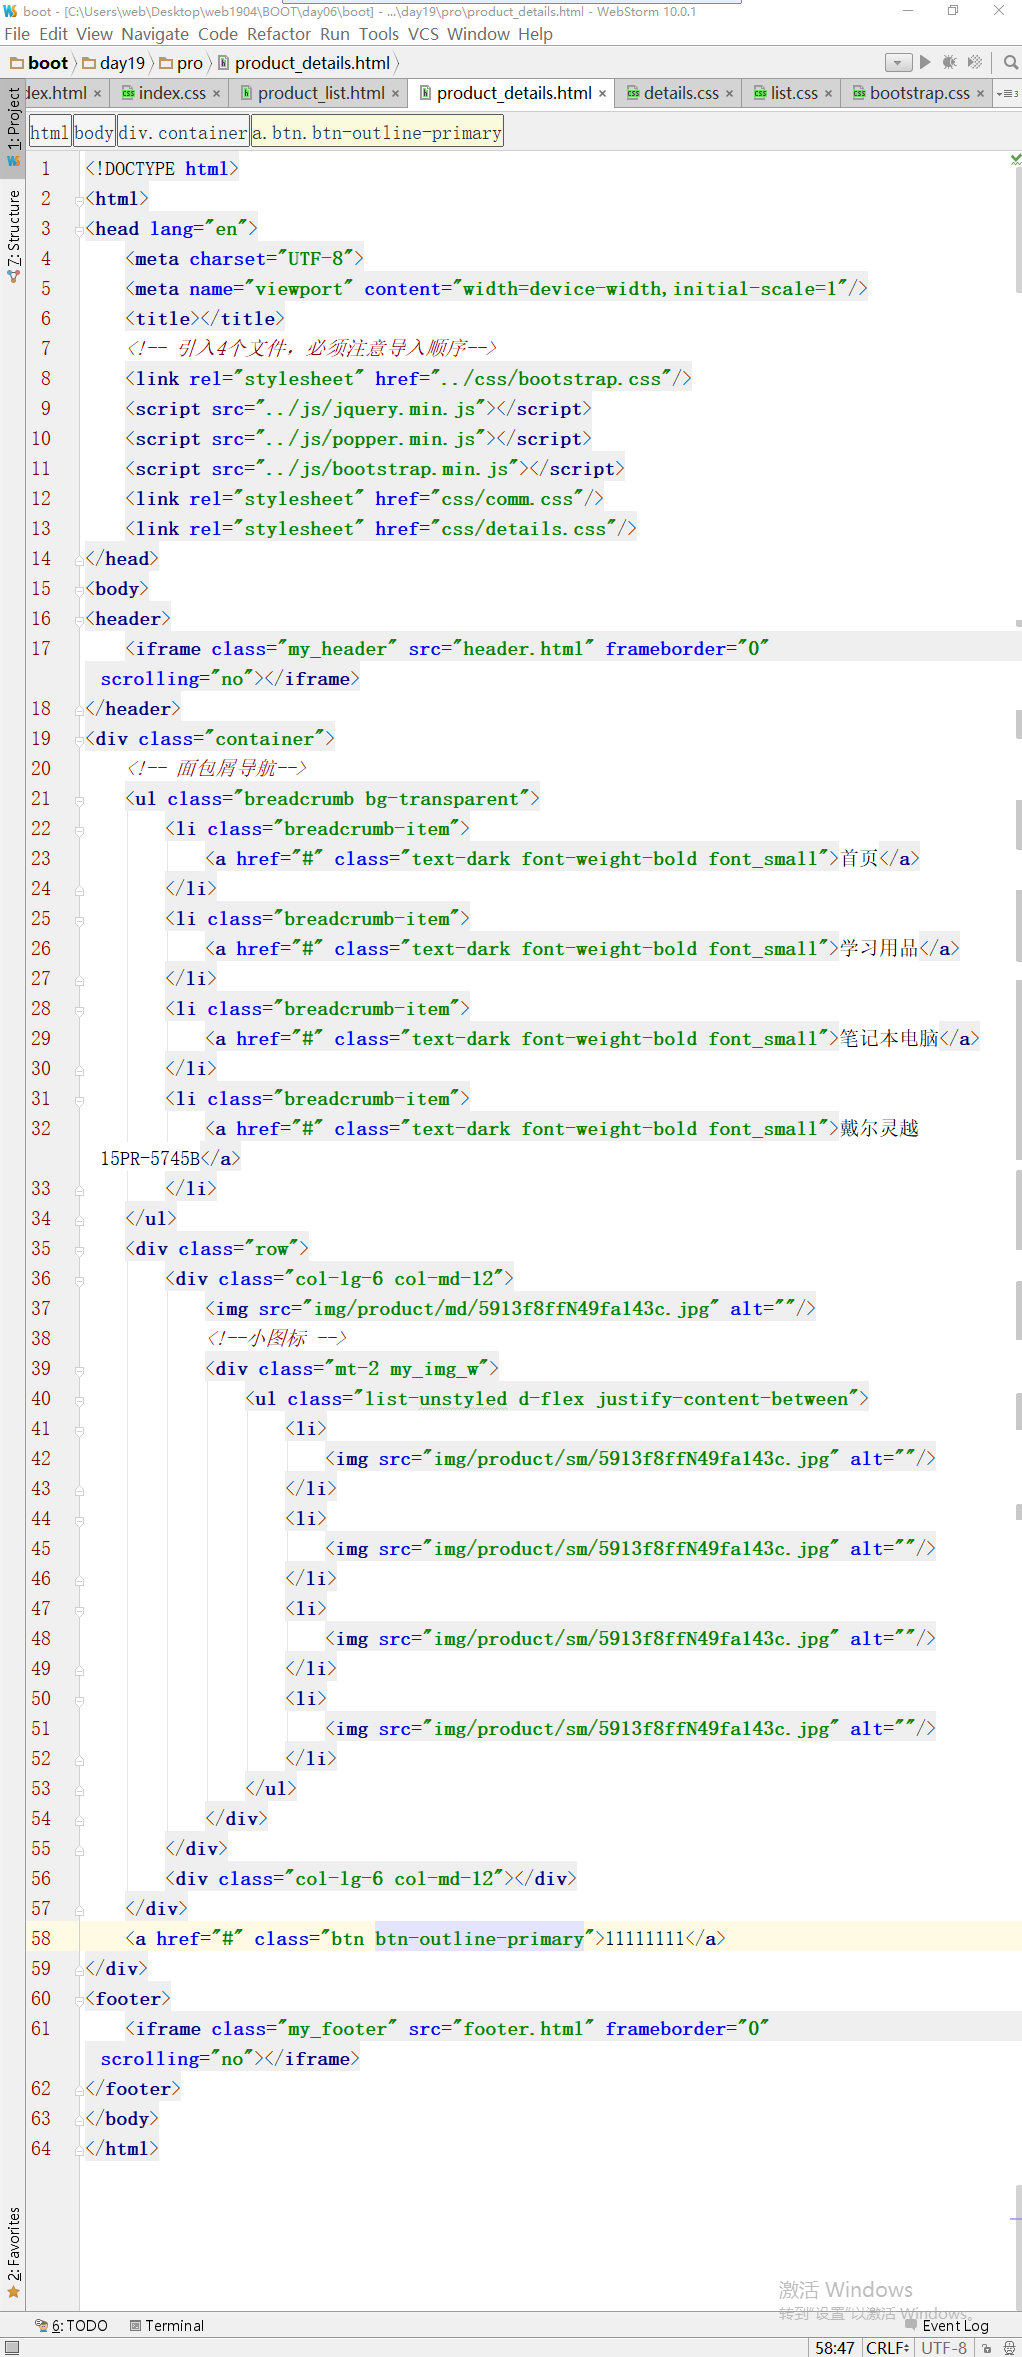 boot - [C:\Users\web\Desktop\web1904\BOOT\day06\boot] - ...\day19\pro\product_details.html - WebStorm 10.0.1
File Edit View Navigate Code Refactor Run Tools VCS Window Help
boot day19 pro product_details.html
dex.html index.css product_list.html product_details.html details.css list.css bootstrap.css
1: Project
7: Structure
2: Favorites
html body div.container a.btn.btn-outline-primary
1 <!DOCTYPE html>
2 <html>
3 <head lang="en">
4 <meta charset="UTF-8">
5 <meta name="viewport" content="width=device-width,initial-scale=1"/>
6 <title></title>
7 <!-- 引入4个文件，必须注意导入顺序-->
8 <link rel="stylesheet" href="../css/bootstrap.css"/>
9 <script src="../js/jquery.min.js"></script>
10 <script src="../js/popper.min.js"></script>
11 <script src="../js/bootstrap.min.js"></script>
12 <link rel="stylesheet" href="css/comm.css"/>
13 <link rel="stylesheet" href="css/details.css"/>
14 </head>
15 <body>
16 <header>
17 <iframe class="my_header" src="header.html" frameborder="0"
scrolling="no"></iframe>
18 </header>
19 <div class="container">
20 <!-- 面包屑导航-->
21 <ul class="breadcrumb bg-transparent">
22 <li class="breadcrumb-item">
23 <a href="#" class="text-dark font-weight-bold font_small">首页</a>
24 </li>
25 <li class="breadcrumb-item">
26 <a href="#" class="text-dark font-weight-bold font_small">学习用品</a>
27 </li>
28 <li class="breadcrumb-item">
29 <a href="#" class="text-dark font-weight-bold font_small">笔记本电脑</a>
30 </li>
31 <li class="breadcrumb-item">
32 <a href="#" class="text-dark font-weight-bold font_small">戴尔灵越
15PR-5745B</a>
33 </li>
34 </ul>
35 <div class="row">
36 <div class="col-lg-6 col-md-12">
37 <img src="img/product/md/5913f8ffN49fa143c.jpg" alt=""/>
38 <!--小图标 -->
39 <div class="mt-2 my_img_w">
40 <ul class="list-unstyled d-flex justify-content-between">
41 <li>
42 <img src="img/product/sm/5913f8ffN49fa143c.jpg" alt=""/>
43 </li>
44 <li>
45 <img src="img/product/sm/5913f8ffN49fa143c.jpg" alt=""/>
46 </li>
47 <li>
48 <img src="img/product/sm/5913f8ffN49fa143c.jpg" alt=""/>
49 </li>
50 <li>
51 <img src="img/product/sm/5913f8ffN49fa143c.jpg" alt=""/>
52 </li>
53 </ul>
54 </div>
55 </div>
56 <div class="col-lg-6 col-md-12"></div>
57 </div>
58 <a href="#" class="btn btn-outline-primary">11111111</a>
59 </div>
60 <footer>
61 <iframe class="my_footer" src="footer.html" frameborder="0"
scrolling="no"></iframe>
62 </footer>
63 </body>
64 </html>
激活 Windows
转到"设置"以激活 Windows。
6: TODO Terminal Event Log
58:47 CRLF UTF-8